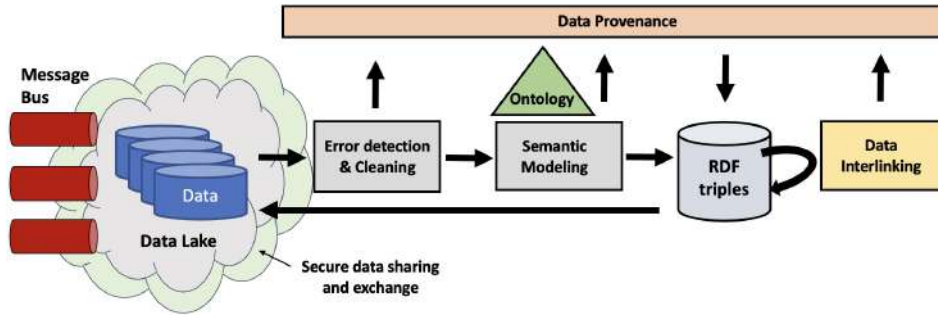 Data Provenance
Message
Bus
Ontology
Error detection
& Cleaning
Semantic
Modeling
RDF
triples
Data
Interlinking
Data
Data Lake
Secure data sharing
and exchange